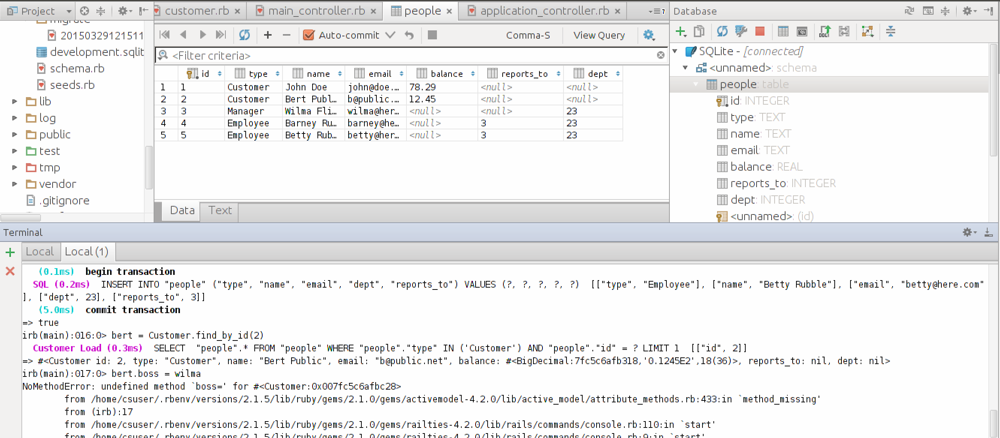 Project
customer.rb
main_controller.rb
people
application_controller.rb
7
Database
migrate
20150329121511
development.sqlit
schema.rb
seeds.rb
lib
log
public
test
tmp
vendor
.gitignore
Auto-commit
Comma-S
View Query
<Filter criteria>
id type name email balance reports_to dept
1 1 Customer John Doe john@doe.… 78.29 <null> <null>
2 2 Customer Bert Publ… b@public.… 12.45 <null> <null>
3 3 Manager Wilma Fli… wilma@her… <null> <null> 23
4 4 Employee Barney Ru… barney@he… <null> 3 23
5 5 Employee Betty Rub… betty@her… <null> 3 23
Data
Text
SQLite - [connected]
<unnamed>: schema
people: table
id: INTEGER
type: TEXT
name: TEXT
email: TEXT
balance: REAL
reports_to: INTEGER
dept: INTEGER
<unnamed>: (id)
Terminal
Local
Local (1)
(0.1ms) begin transaction
SQL (0.2ms) INSERT INTO "people" ("type", "name", "email", "dept", "reports_to") VALUES (?, ?, ?, ?, ?) [["type", "Employee"], ["name", "Betty Rubble"], ["email", "betty@here.com"
], ["dept", 23], ["reports_to", 3]]
(5.0ms) commit transaction
=> true
irb(main):016:0> bert = Customer.find_by_id(2)
Customer Load (0.3ms) SELECT "people".* FROM "people" WHERE "people"."type" IN ('Customer') AND "people"."id" = ? LIMIT 1 [["id", 2]]
=> #<Customer id: 2, type: "Customer", name: "Bert Public", email: "b@public.net", balance: #<BigDecimal:7fc5c6afb318,'0.1245E2',18(36)>, reports_to: nil, dept: nil>
irb(main):017:0> bert.boss = wilma
NoMethodError: undefined method `boss=' for #<Customer:0x007fc5c6afbc28>
from /home/csuser/.rbenv/versions/2.1.5/lib/ruby/gems/2.1.0/gems/activemodel-4.2.0/lib/active_model/attribute_methods.rb:433:in `method_missing'
from (irb):17
from /home/csuser/.rbenv/versions/2.1.5/lib/ruby/gems/2.1.0/gems/railties-4.2.0/lib/rails/commands/console.rb:110:in `start'
from /home/csuser/.rbenv/versions/2.1.5/lib/ruby/gems/2.1.0/gems/railties-4.2.0/lib/rails/commands/console.rb:9:in `start'